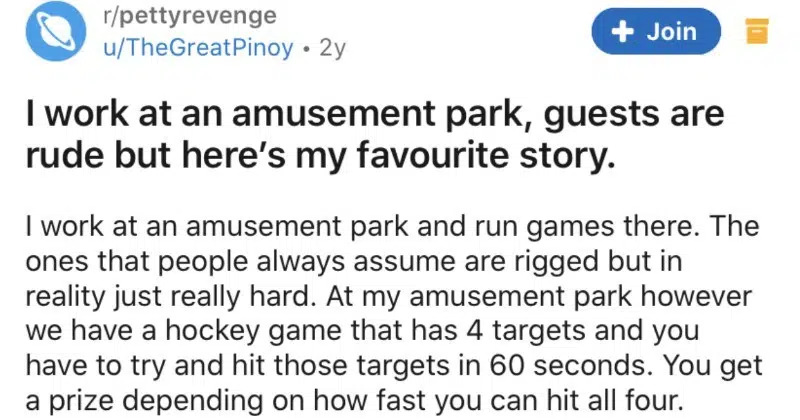 r/pettyrevenge
u/TheGreatPinoy • 2y
Join
I work at an amusement park, guests are
rude but here's my favourite story.
I work at an amusement park and run games there. The
ones that people always assume are rigged but in
reality just really hard. At my amusement park however
we have a hockey game that has 4 targets and you
have to try and hit those targets in 60 seconds. You get
a prize depending on how fast you can hit all four.